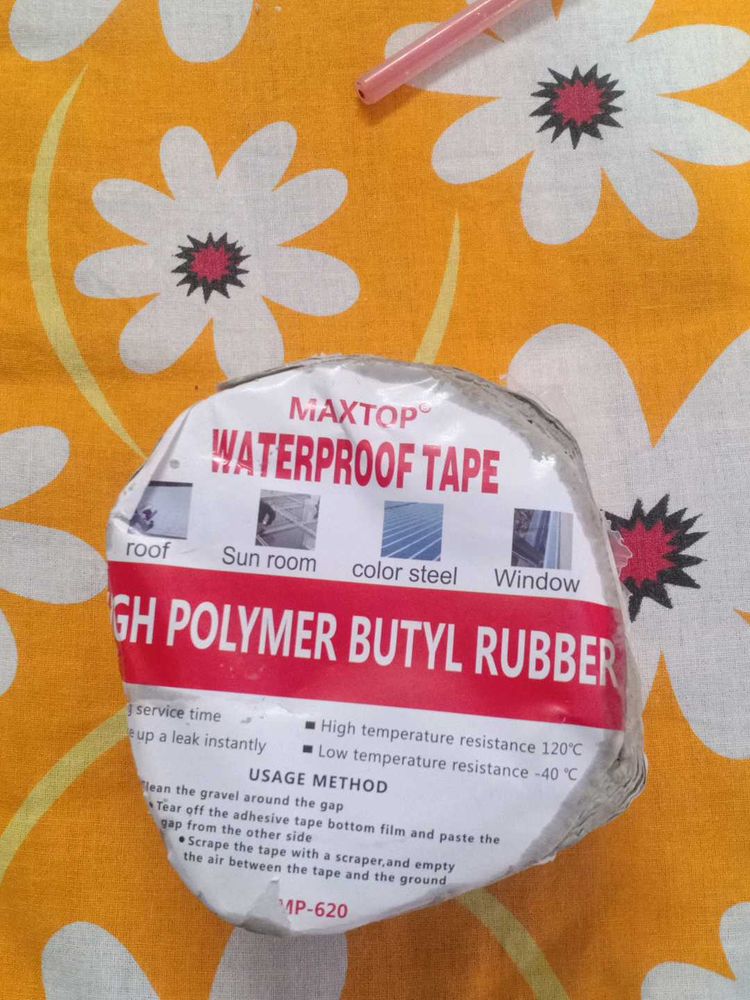 MAXTOP®
WATERPROOF TAPE
roof
Sun room
color steel
Window
GH POLYMER BUTYL RUBBER
service time
■ High temperature resistance 120℃
e up a leak instantly
■ Low temperature resistance -40 ℃
USAGE METHOD
lean the gravel around the gap
• Tear off the adhesive tape bottom film and paste the
gap from the other side
• Scrape the tape with a scraper,and empty
the air between the tape and the ground
MP-620